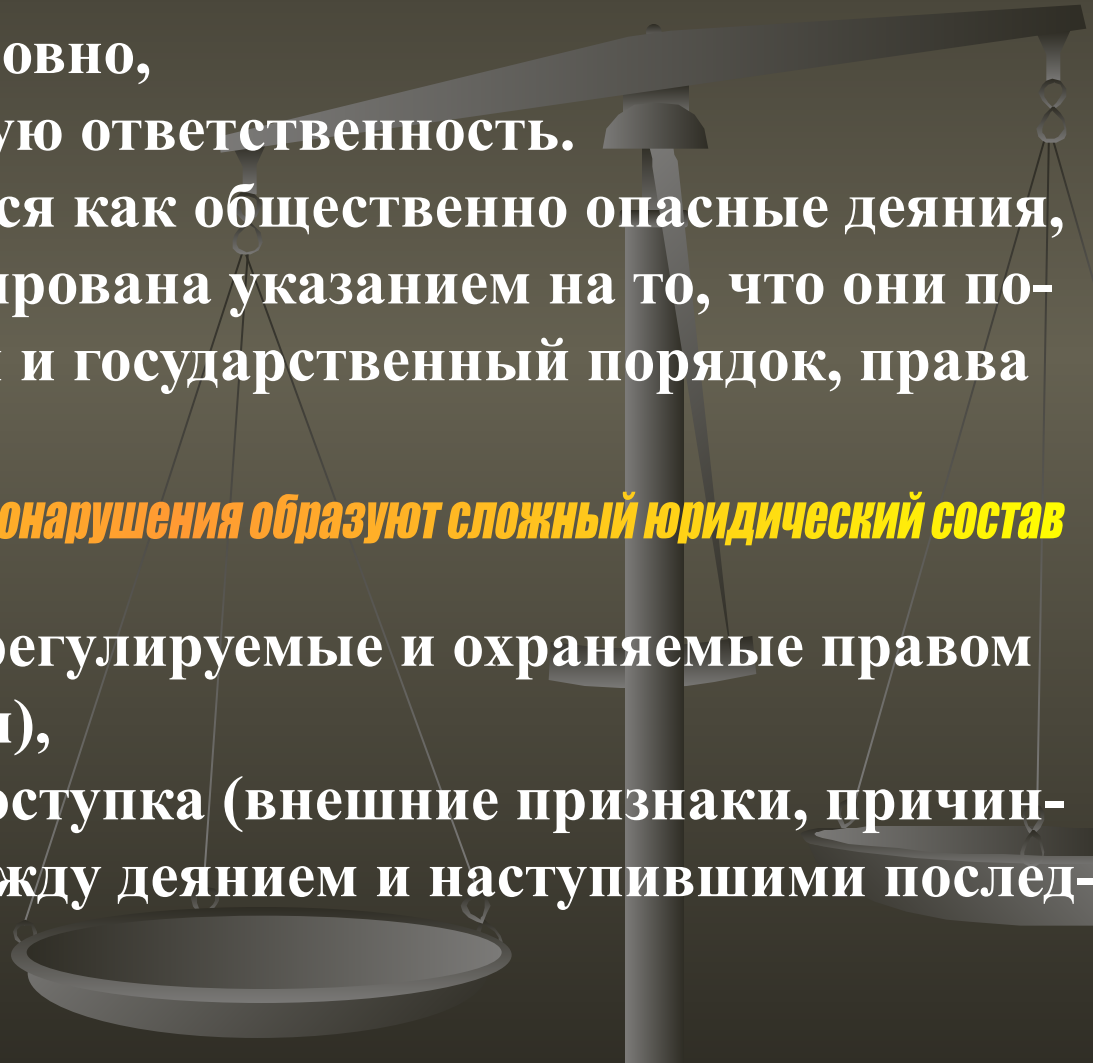 овно,
ую ответственность.
ся как общественно опасные деяния,
ирована указанием на то, что они по-
и государственный порядок, права
онарушения образуют сложный юридический состав
регулируемые и охраняемые правом
),
оступка (внешние признаки, причин-
жду деянием и наступившими послед-